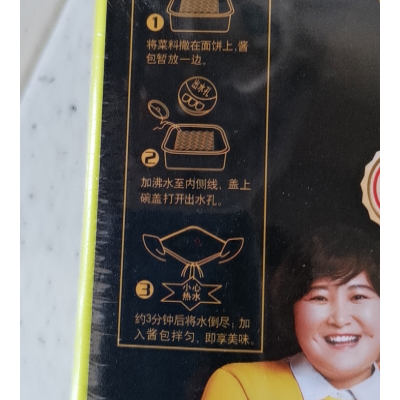 1
将菜料撒在面饼上,酱
包暂放一边。
出水孔
2
加沸水至内侧线,盖上
碗盖打开出水孔。
3
小心
热水
约3分钟后将水倒尽;加
入酱包拌匀,即享美味。